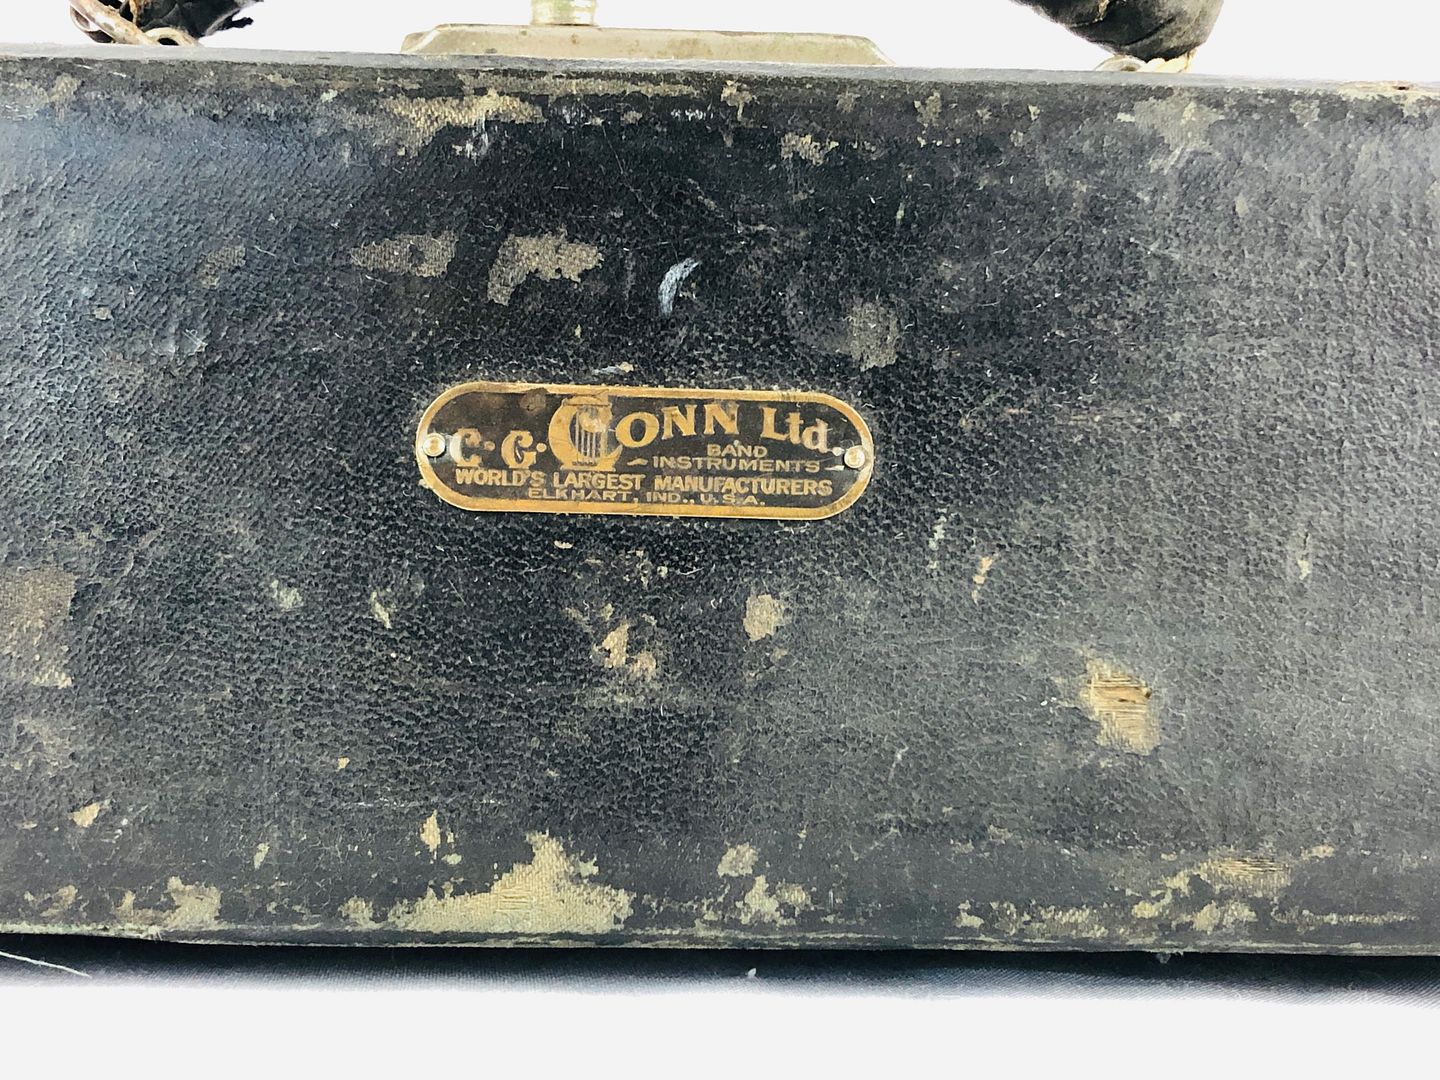 C·G·CONN Ltd.
BAND
INSTRUMENTS
WORLD'S LARGEST MANUFACTURERS
ELKHART, IND., U.S.A.